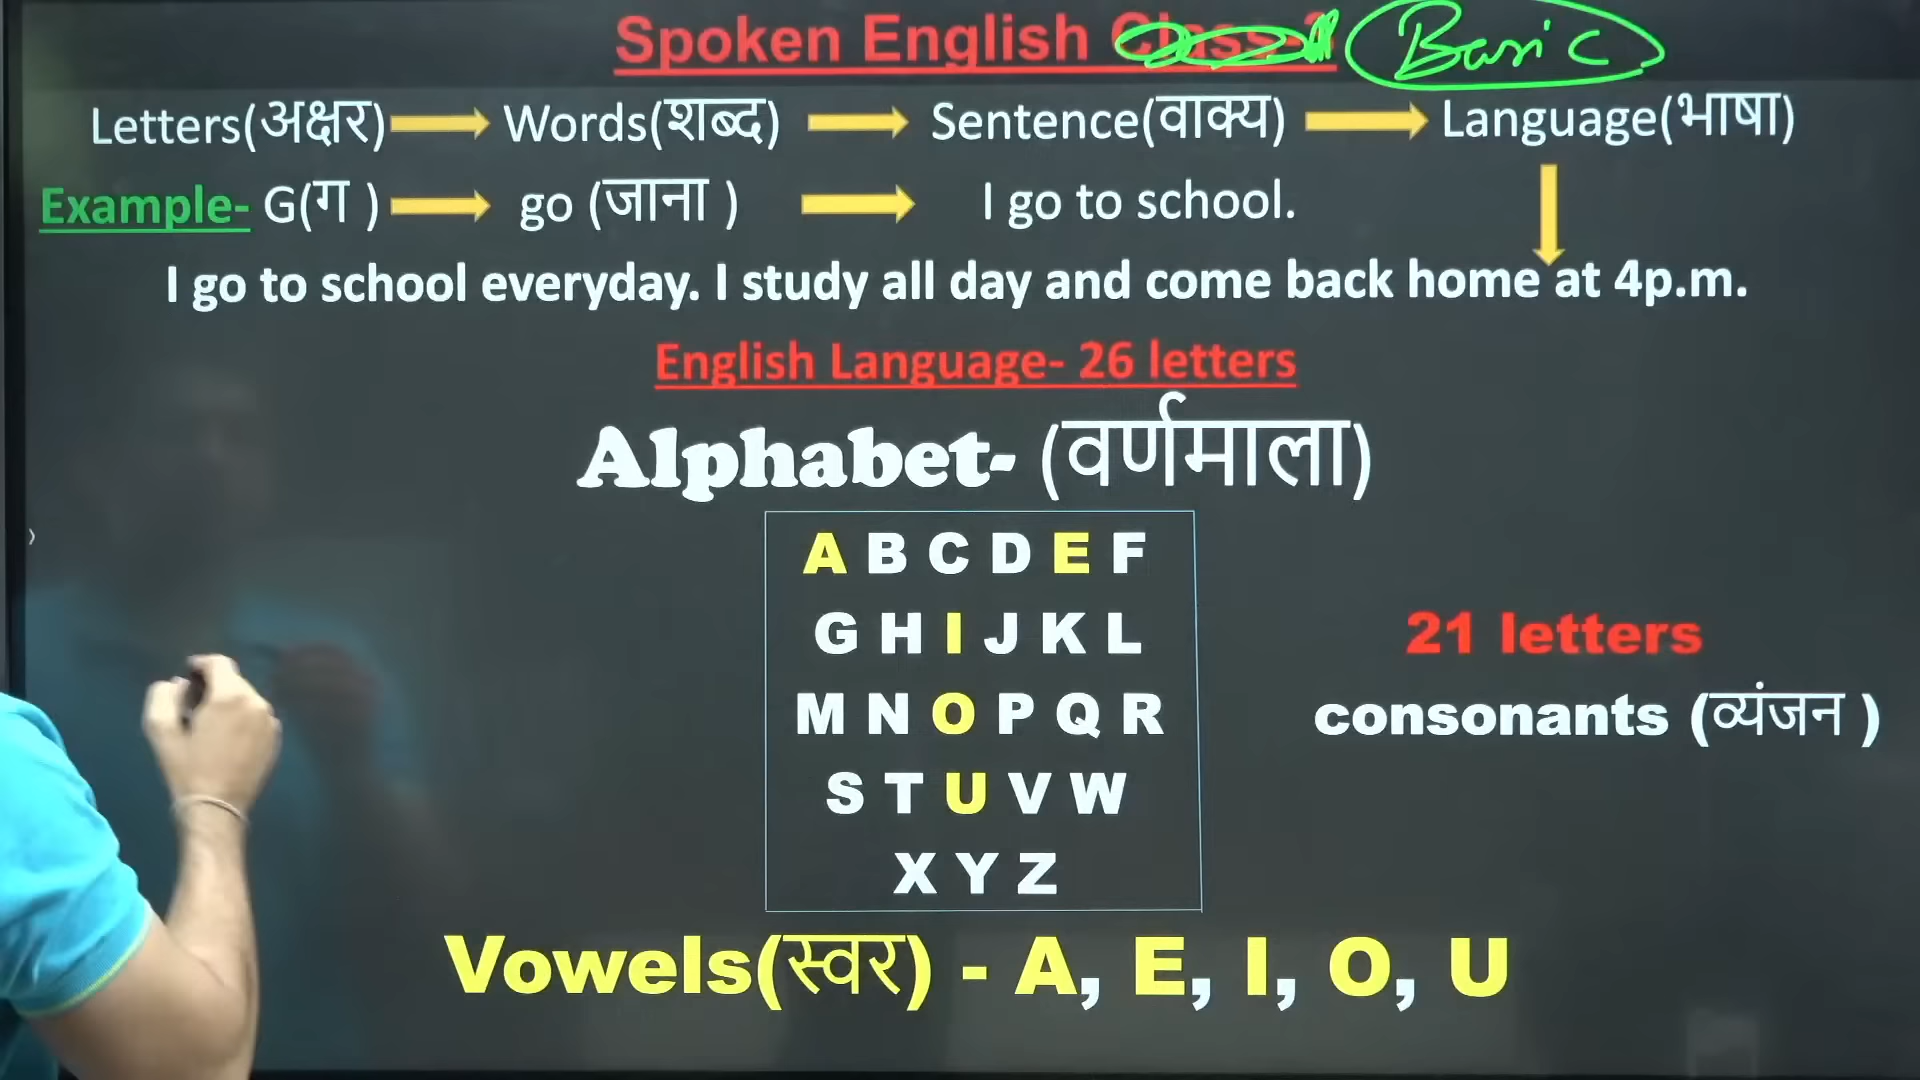 Spoken English Class-3 Basic
Letters(अक्षर) Words(शब्द) Sentence(वाक्य) Language(भाषा)
Example- G(ग ) go (जाना ) I go to school.
I go to school everyday. I study all day and come back home at 4p.m.
English Language- 26 letters
Alphabet- (वर्णमाला)
A B C D E F
G H I J K L
M N O P Q R
S T U V W
X Y Z
21 letters
consonants (व्यंजन )
Vowels(स्वर) - A, E, I, O, U